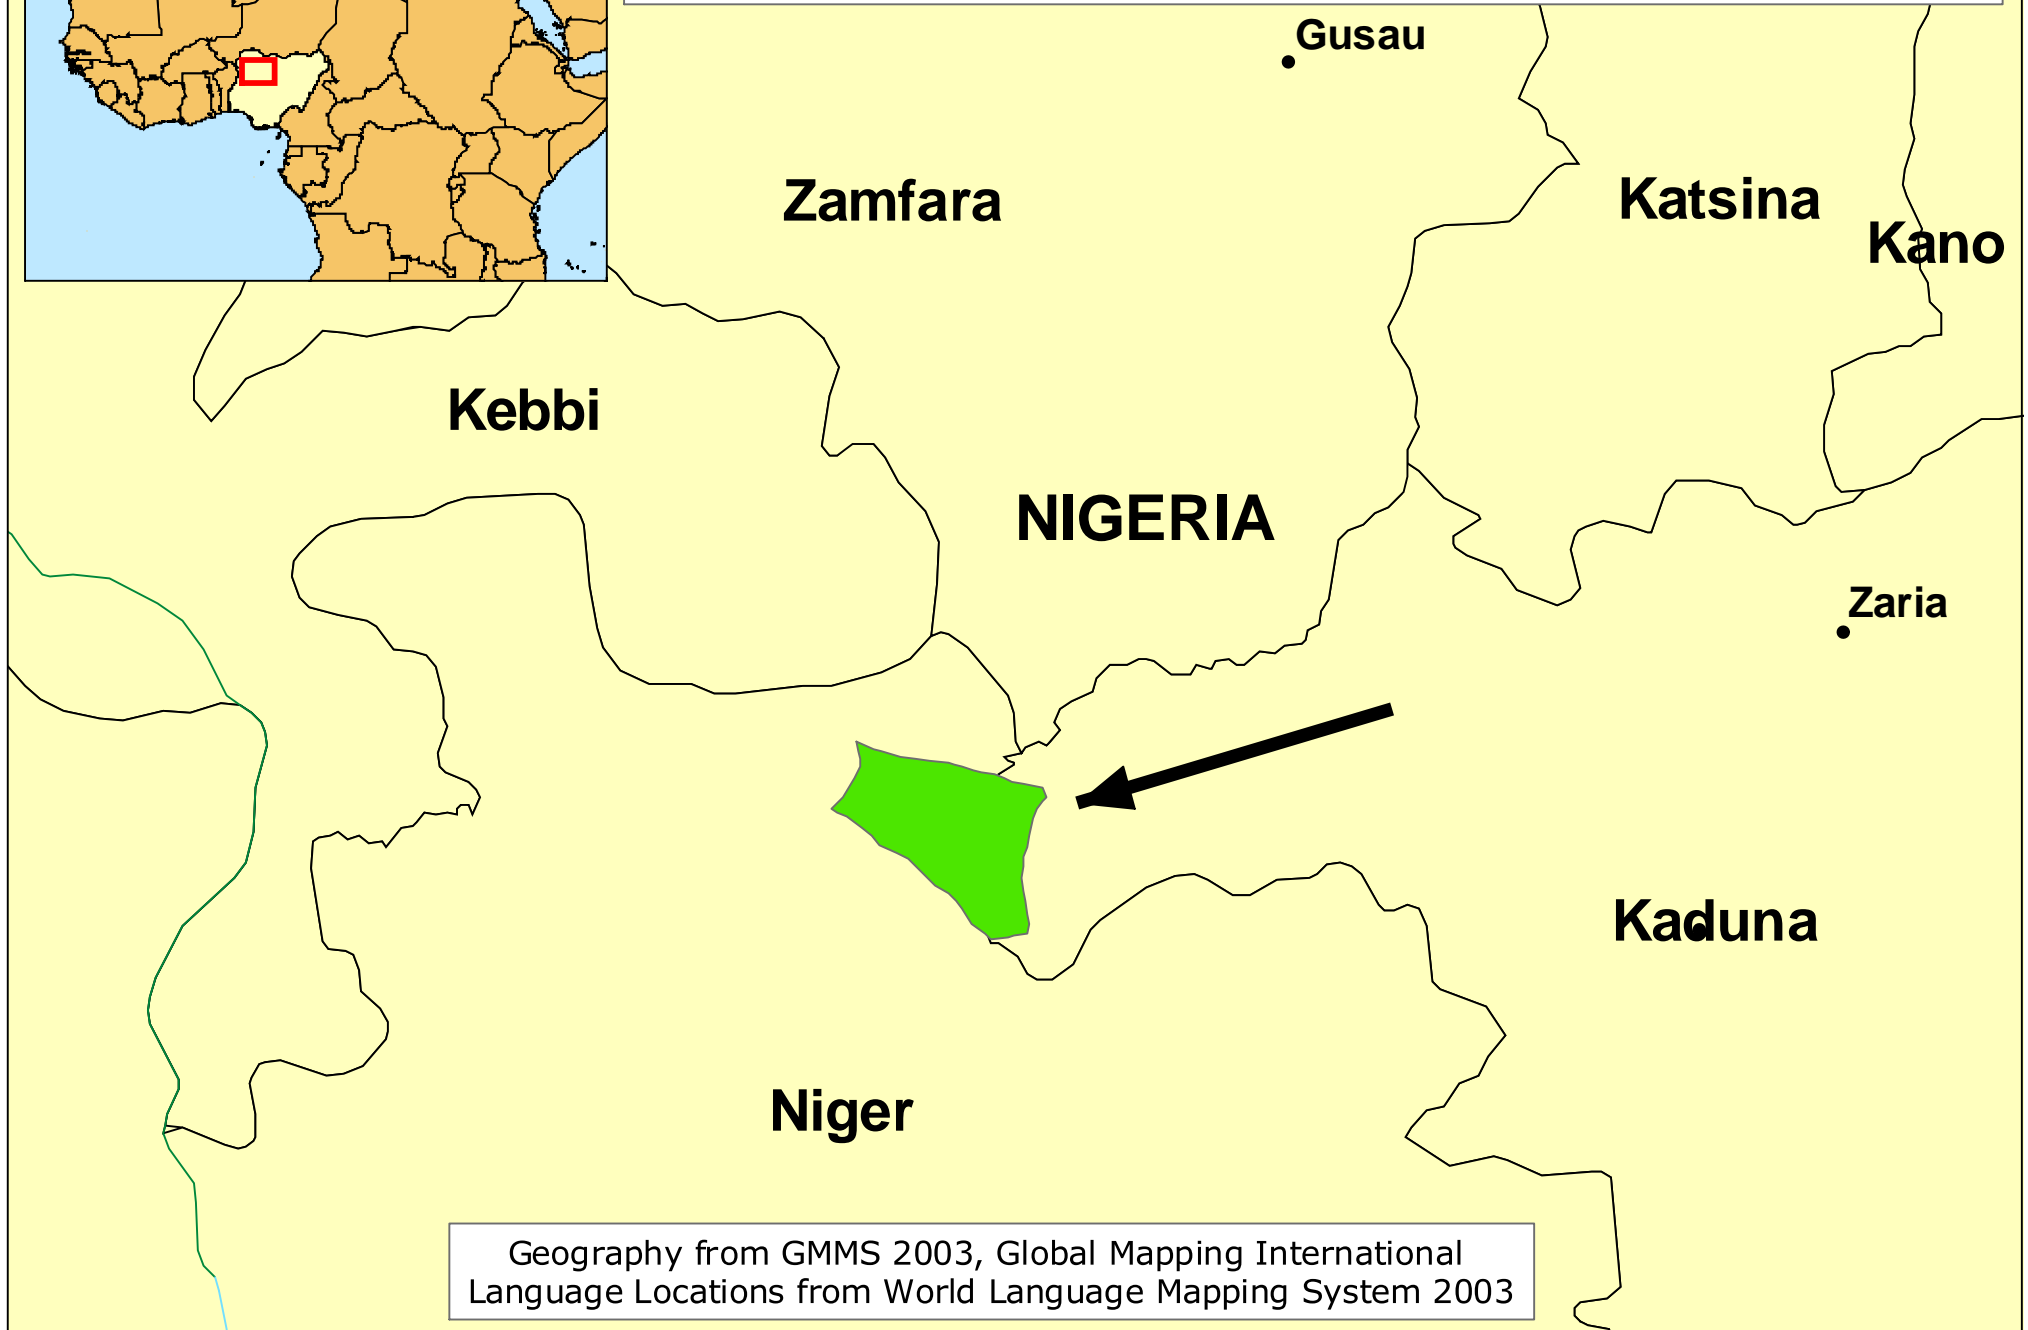 Gusau
Zamfara
Katsina
Kano
Kebbi
NIGERIA
Zaria
Kaduna
Niger
Geography from GMMS 2003, Global Mapping International
Language Locations from World Language Mapping System 2003